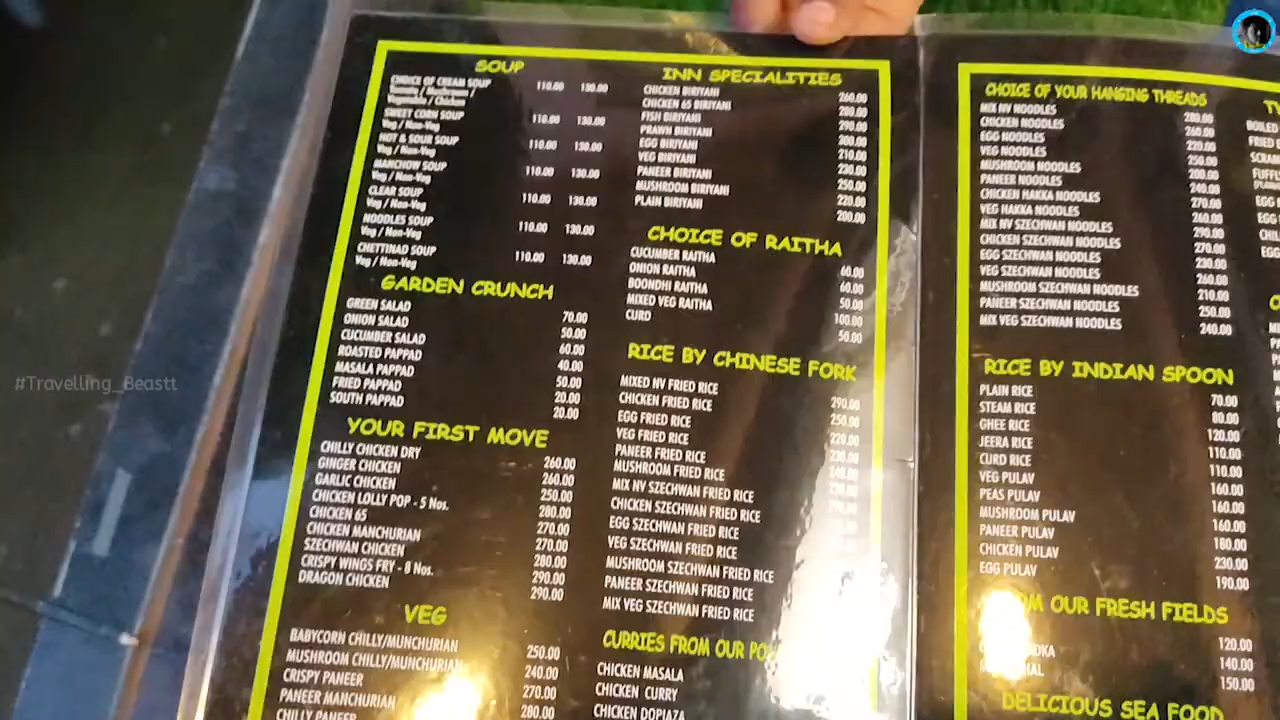 SOUP
CHOICE OF CREAM SOUP 110.00 130.00
Tomato / Mushroom /
Vegetable / Chicken
SWEET CORN SOUP 110.00 130.00
Veg / Non-Veg
HOT & SOUR SOUP 110.00 130.00
Veg / Non-Veg
MANCHOW SOUP 110.00 130.00
Veg / Non-Veg
CLEAR SOUP 110.00 130.00
Veg / Non-Veg
NOODLES SOUP 110.00 130.00
Veg / Non-Veg
CHETTINAD SOUP 110.00 130.00
Veg / Non-Veg
GARDEN CRUNCH
GREEN SALAD 70.00
ONION SALAD 50.00
CUCUMBER SALAD 60.00
ROASTED PAPPAD 40.00
MASALA PAPPAD 50.00
FRIED PAPPAD 20.00
SOUTH PAPPAD 20.00
YOUR FIRST MOVE
CHILLY CHICKEN DRY 260.00
GINGER CHICKEN 260.00
GARLIC CHICKEN 250.00
CHICKEN LOLLY POP - 5 Nos. 280.00
CHICKEN 65 270.00
CHICKEN MANCHURIAN 270.00
SZECHWAN CHICKEN 280.00
CRISPY WINGS FRY - 8 Nos. 290.00
DRAGON CHICKEN 290.00
VEG
BABYCORN CHILLY/MUNCHURIAN 250.00
MUSHROOM CHILLY/MUNCHURIAN 240.00
CRISPY PANEER 270.00
PANEER MANCHURIAN 280.00
CHILLY PANEER
INN SPECIALITIES
CHICKEN BIRIYANI 260.00
CHICKEN 65 BIRIYANI 280.00
FISH BIRIYANI 290.00
PRAWN BIRIYANI 300.00
EGG BIRIYANI 210.00
VEG BIRIYANI 230.00
PANEER BIRIYANI 250.00
MUSHROOM BIRIYANI 220.00
PLAIN BIRIYANI 200.00
CHOICE OF RAITHA
CUCUMBER RAITHA 60.00
ONION RAITHA 60.00
BOONDHI RAITHA 50.00
MIXED VEG RAITHA 100.00
CURD 50.00
RICE BY CHINESE FORK
MIXED NV FRIED RICE 290.00
CHICKEN FRIED RICE 250.00
EGG FRIED RICE 220.00
VEG FRIED RICE 230.00
PANEER FRIED RICE
MUSHROOM FRIED RICE
MIX NV SZECHWAN FRIED RICE
CHICKEN SZECHWAN FRIED RICE
EGG SZECHWAN FRIED RICE
VEG SZECHWAN FRIED RICE
MUSHROOM SZECHWAN FRIED RICE
PANEER SZECHWAN FRIED RICE
MIX VEG SZECHWAN FRIED RICE
CURRIES FROM OUR
CHICKEN MASALA
CHICKEN CURRY
CHICKEN DOPIAZA
CHOICE OF YOUR HANGING THREADS
MIX NV NOODLES 280.00
CHICKEN NOODLES 260.00
EGG NOODLES 220.00
VEG NOODLES 250.00
MUSHROOM NOODLES 200.00
PANEER NOODLES 240.00
CHICKEN HAKKA NOODLES 270.00
VEG HAKKA NOODLES 260.00
MIX NV SZECHWAN NOODLES 290.00
CHICKEN SZECHWAN NOODLES 270.00
EGG SZECHWAN NOODLES 230.00
VEG SZECHWAN NOODLES 260.00
MUSHROOM SZECHWAN NOODLES 210.00
PANEER SZECHWAN NOODLES 250.00
MIX VEG SZECHWAN NOODLES 240.00
RICE BY INDIAN SPOON
PLAIN RICE 70.00
STEAM RICE 80.00
GHEE RICE 120.00
JEERA RICE 110.00
CURD RICE 110.00
VEG PULAV 160.00
PEAS PULAV 160.00
MUSHROOM PULAV 160.00
PANEER PULAV 180.00
CHICKEN PULAV 230.00
EGG PULAV 190.00
OUR FRESH FIELDS
120.00
140.00
150.00
DELICIOUS SEA FOOD
BOILED
EGG
EGG
EGG
#Travelling_Beastt